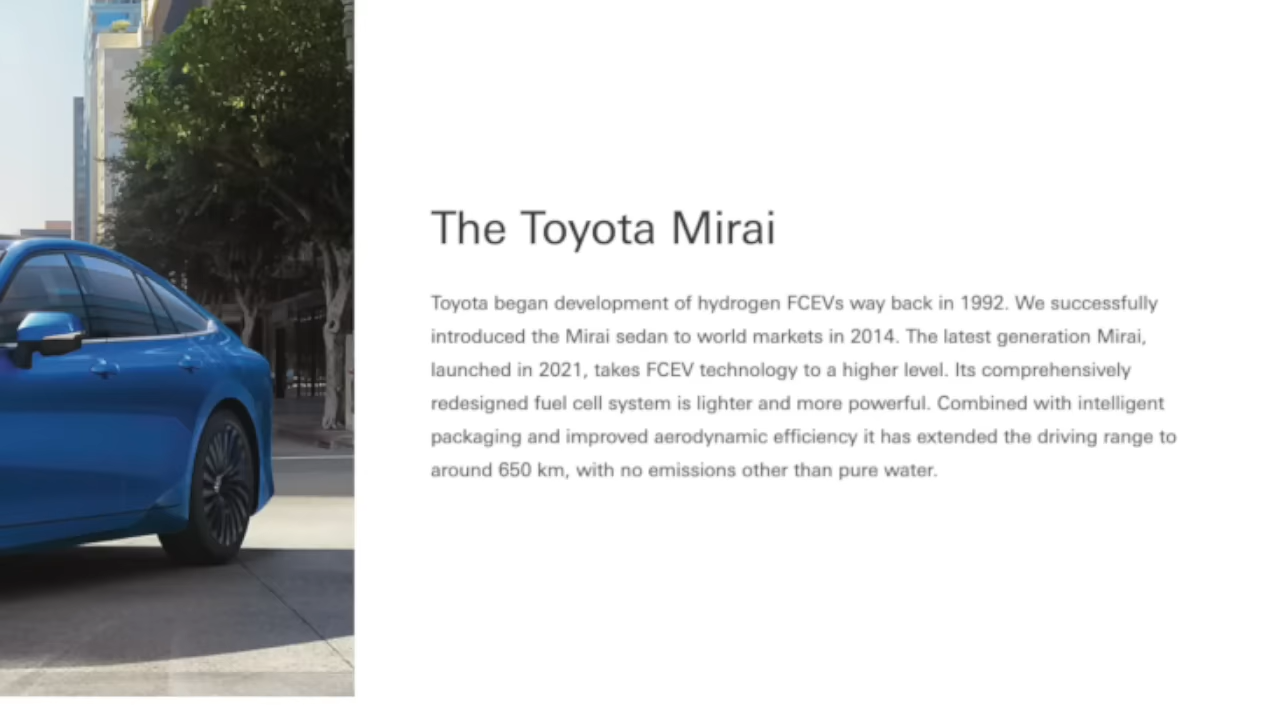 The Toyota Mirai
Toyota began development of hydrogen FCEVs way back in 1992. We successfully
introduced the Mirai sedan to world markets in 2014. The latest generation Mirai,
launched in 2021, takes FCEV technology to a higher level. Its comprehensively
redesigned fuel cell system is lighter and more powerful. Combined with intelligent
packaging and improved aerodynamic efficiency it has extended the driving range to
around 650 km, with no emissions other than pure water.